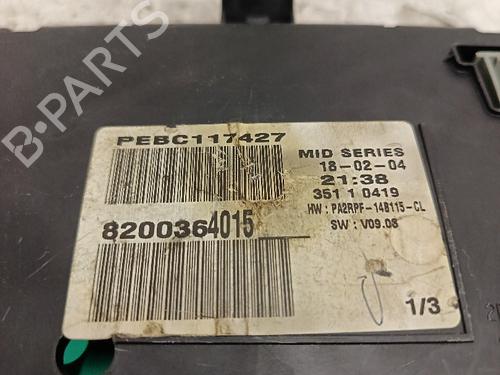 B-PARTS
PEBC117427
MID SERIES
18-02-04
21:38
351 1 0419
HW : PA2RPF-14B115-CL
SW : V09.08
8200364015
1/3